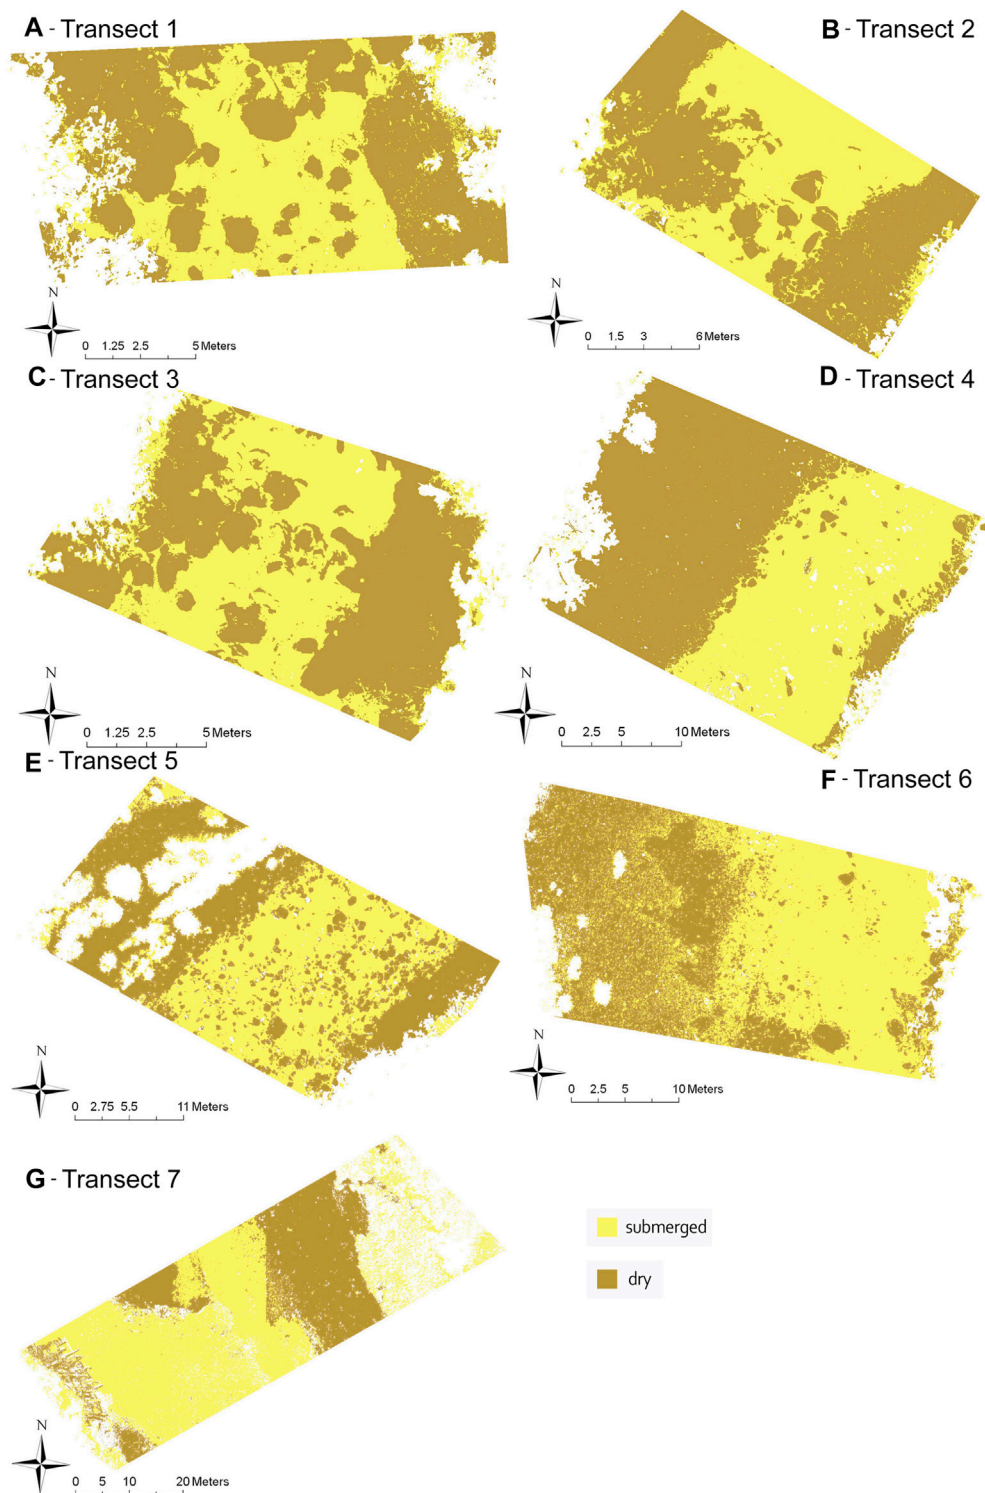 A - Transect 1
B - Transect 2
N
0 1.25 2.5 5 Meters
N
0 1.5 3 6 Meters
C - Transect 3
D - Transect 4
N
0 1.25 2.5 5 Meters
N
0 2.5 5 10 Meters
E - Transect 5
F - Transect 6
N
0 2.75 5.5 11 Meters
N
0 2.5 5 10 Meters
G - Transect 7
submerged
dry
N
0 5 10 20 Meters